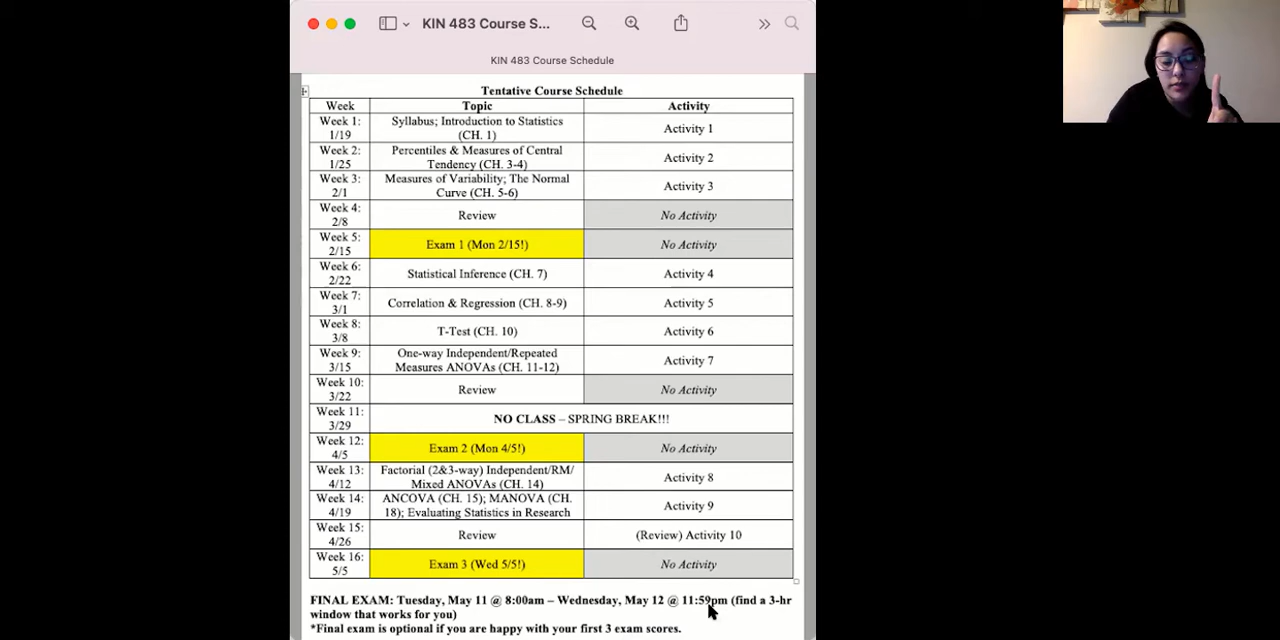 KIN 483 Course S...
KIN 483 Course Schedule
Tentative Course Schedule
Week Topic Activity
Week 1: 1/19 Syllabus; Introduction to Statistics (CH. 1) Activity 1
Week 2: 1/25 Percentiles & Measures of Central Tendency (CH. 3-4) Activity 2
Week 3: 2/1 Measures of Variability; The Normal Curve (CH. 5-6) Activity 3
Week 4: 2/8 Review No Activity
Week 5: 2/15 Exam 1 (Mon 2/15!) No Activity
Week 6: 2/22 Statistical Inference (CH. 7) Activity 4
Week 7: 3/1 Correlation & Regression (CH. 8-9) Activity 5
Week 8: 3/8 T-Test (CH. 10) Activity 6
Week 9: 3/15 One-way Independent/Repeated Measures ANOVAs (CH. 11-12) Activity 7
Week 10: 3/22 Review No Activity
Week 11: 3/29 NO CLASS – SPRING BREAK!!!
Week 12: 4/5 Exam 2 (Mon 4/5!) No Activity
Week 13: 4/12 Factorial (2&3-way) Independent/RM/ Mixed ANOVAs (CH. 14) Activity 8
Week 14: 4/19 ANCOVA (CH. 15); MANOVA (CH. 18); Evaluating Statistics in Research Activity 9
Week 15: 4/26 Review (Review) Activity 10
Week 16: 5/5 Exam 3 (Wed 5/5!) No Activity
FINAL EXAM: Tuesday, May 11 @ 8:00am – Wednesday, May 12 @ 11:59pm (find a 3-hr
window that works for you)
*Final exam is optional if you are happy with your first 3 exam scores.